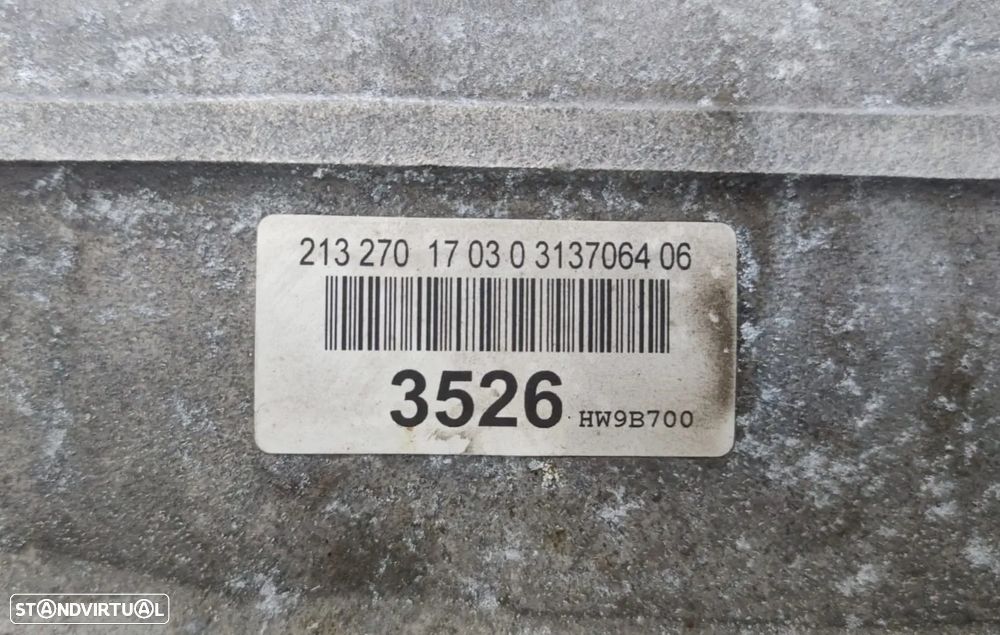 213 270 17 03 0 3137064 06
3526 HW9B700
STANDVIRTUAL